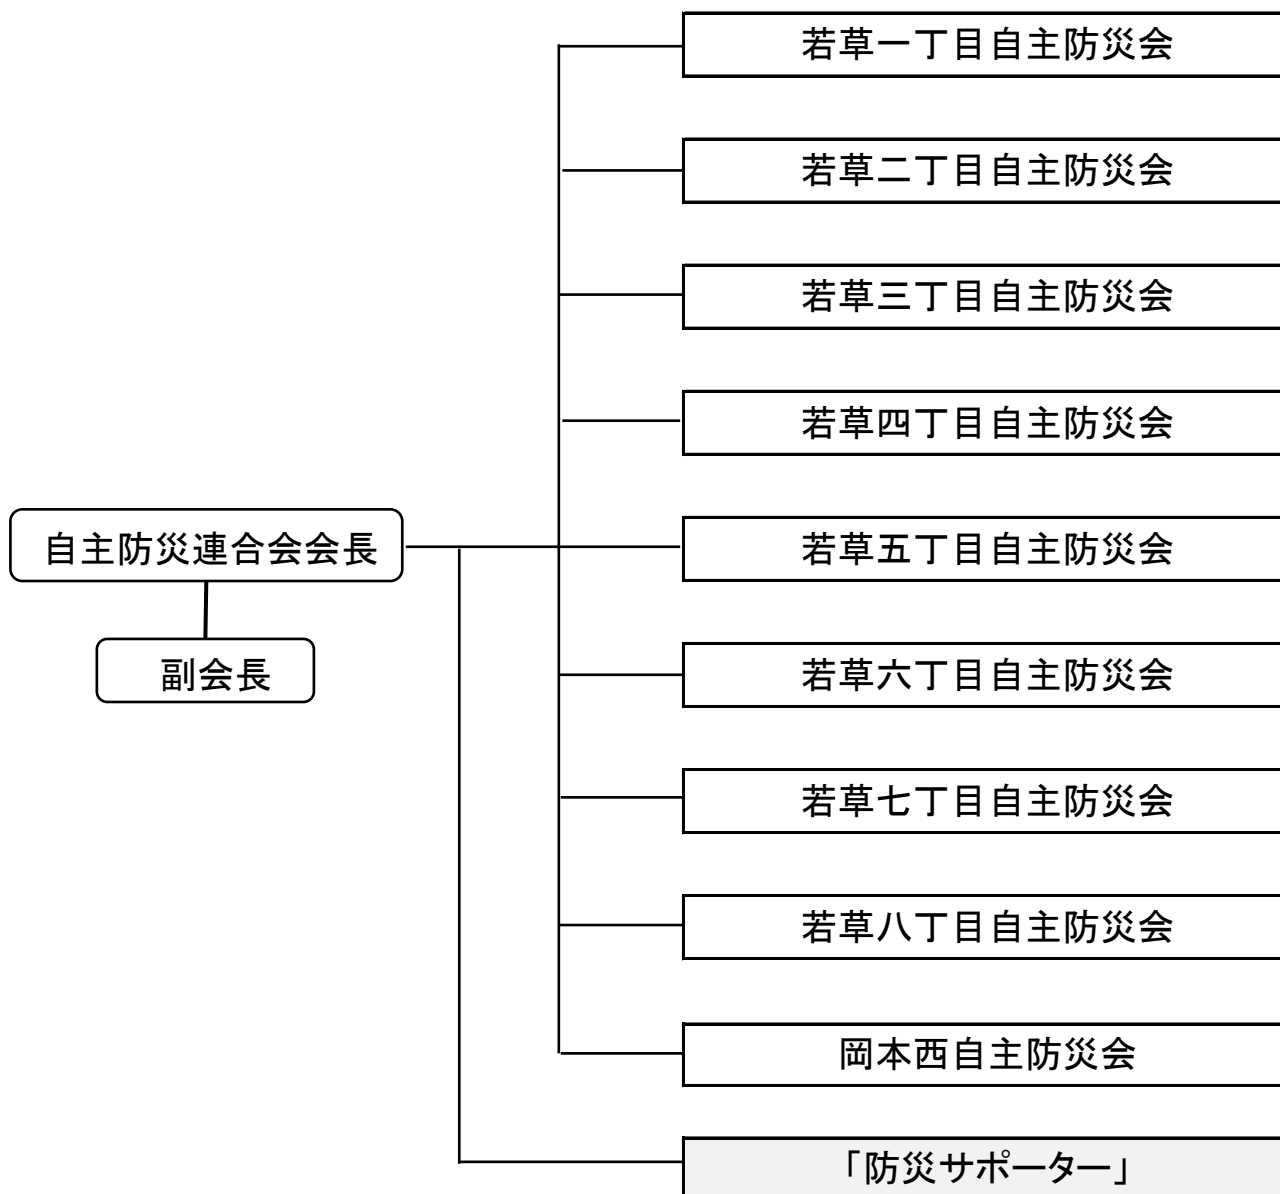 若草一丁目自主防災会
若草二丁目自主防災会
若草三丁目自主防災会
若草四丁目自主防災会
自主防災連合会会長
若草五丁目自主防災会
副会長
若草六丁目自主防災会
若草七丁目自主防災会
若草八丁目自主防災会
岡本西自主防災会
「防災サポーター」